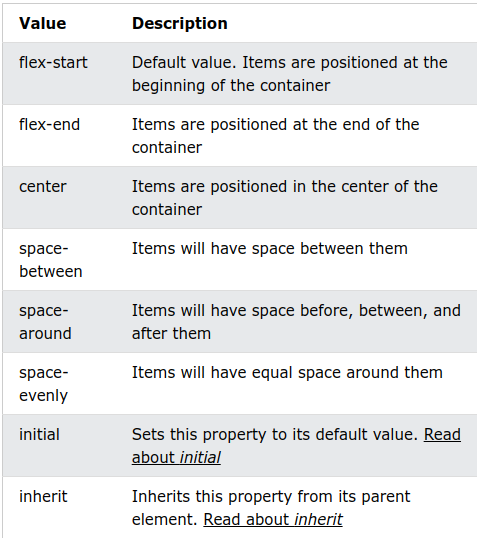 Value Description
flex-start Default value. Items are positioned at the
beginning of the container
flex-end Items are positioned at the end of the
container
center Items are positioned in the center of the
container
space- Items will have space between them
between
space- Items will have space before, between, and
around after them
space- Items will have equal space around them
evenly
initial Sets this property to its default value. Read
about initial
inherit Inherits this property from its parent
element. Read about inherit